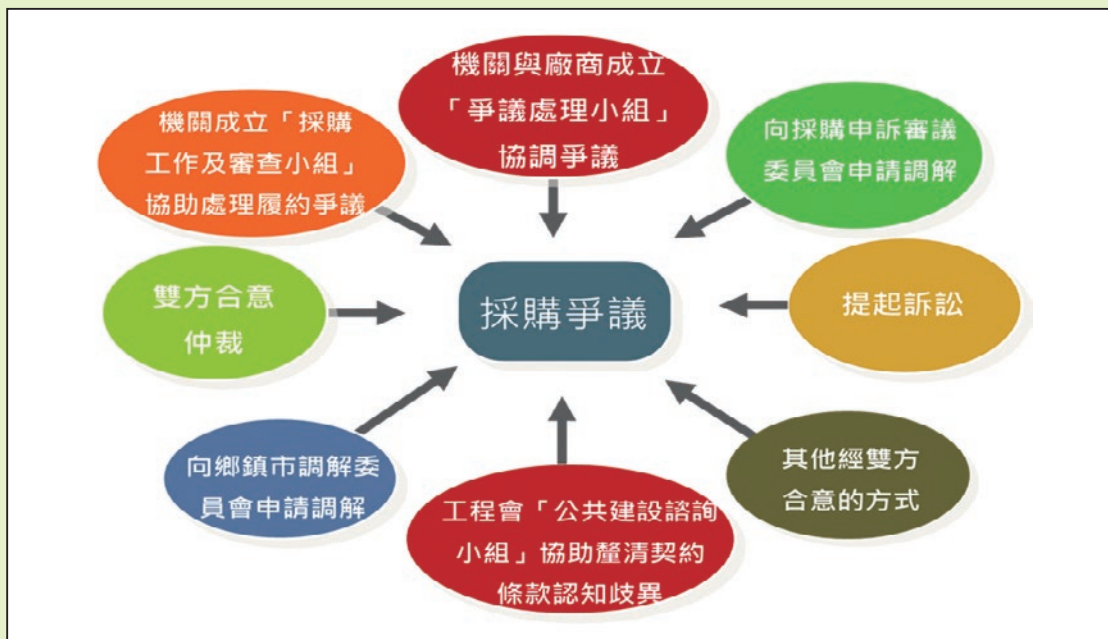 機關與廠商成立
「爭議處理小組」
協調爭議
機關成立「採購
工作及審查小組」
協助處理履約爭議
向採購申訴審議
委員會申請調解
雙方合意
仲裁
採購爭議
提起訴訟
向鄉鎮市調解委
員會申請調解
工程會「公共建設諮詢
小組」協助釐清契約
條款認知歧異
其他經雙方
合意的方式